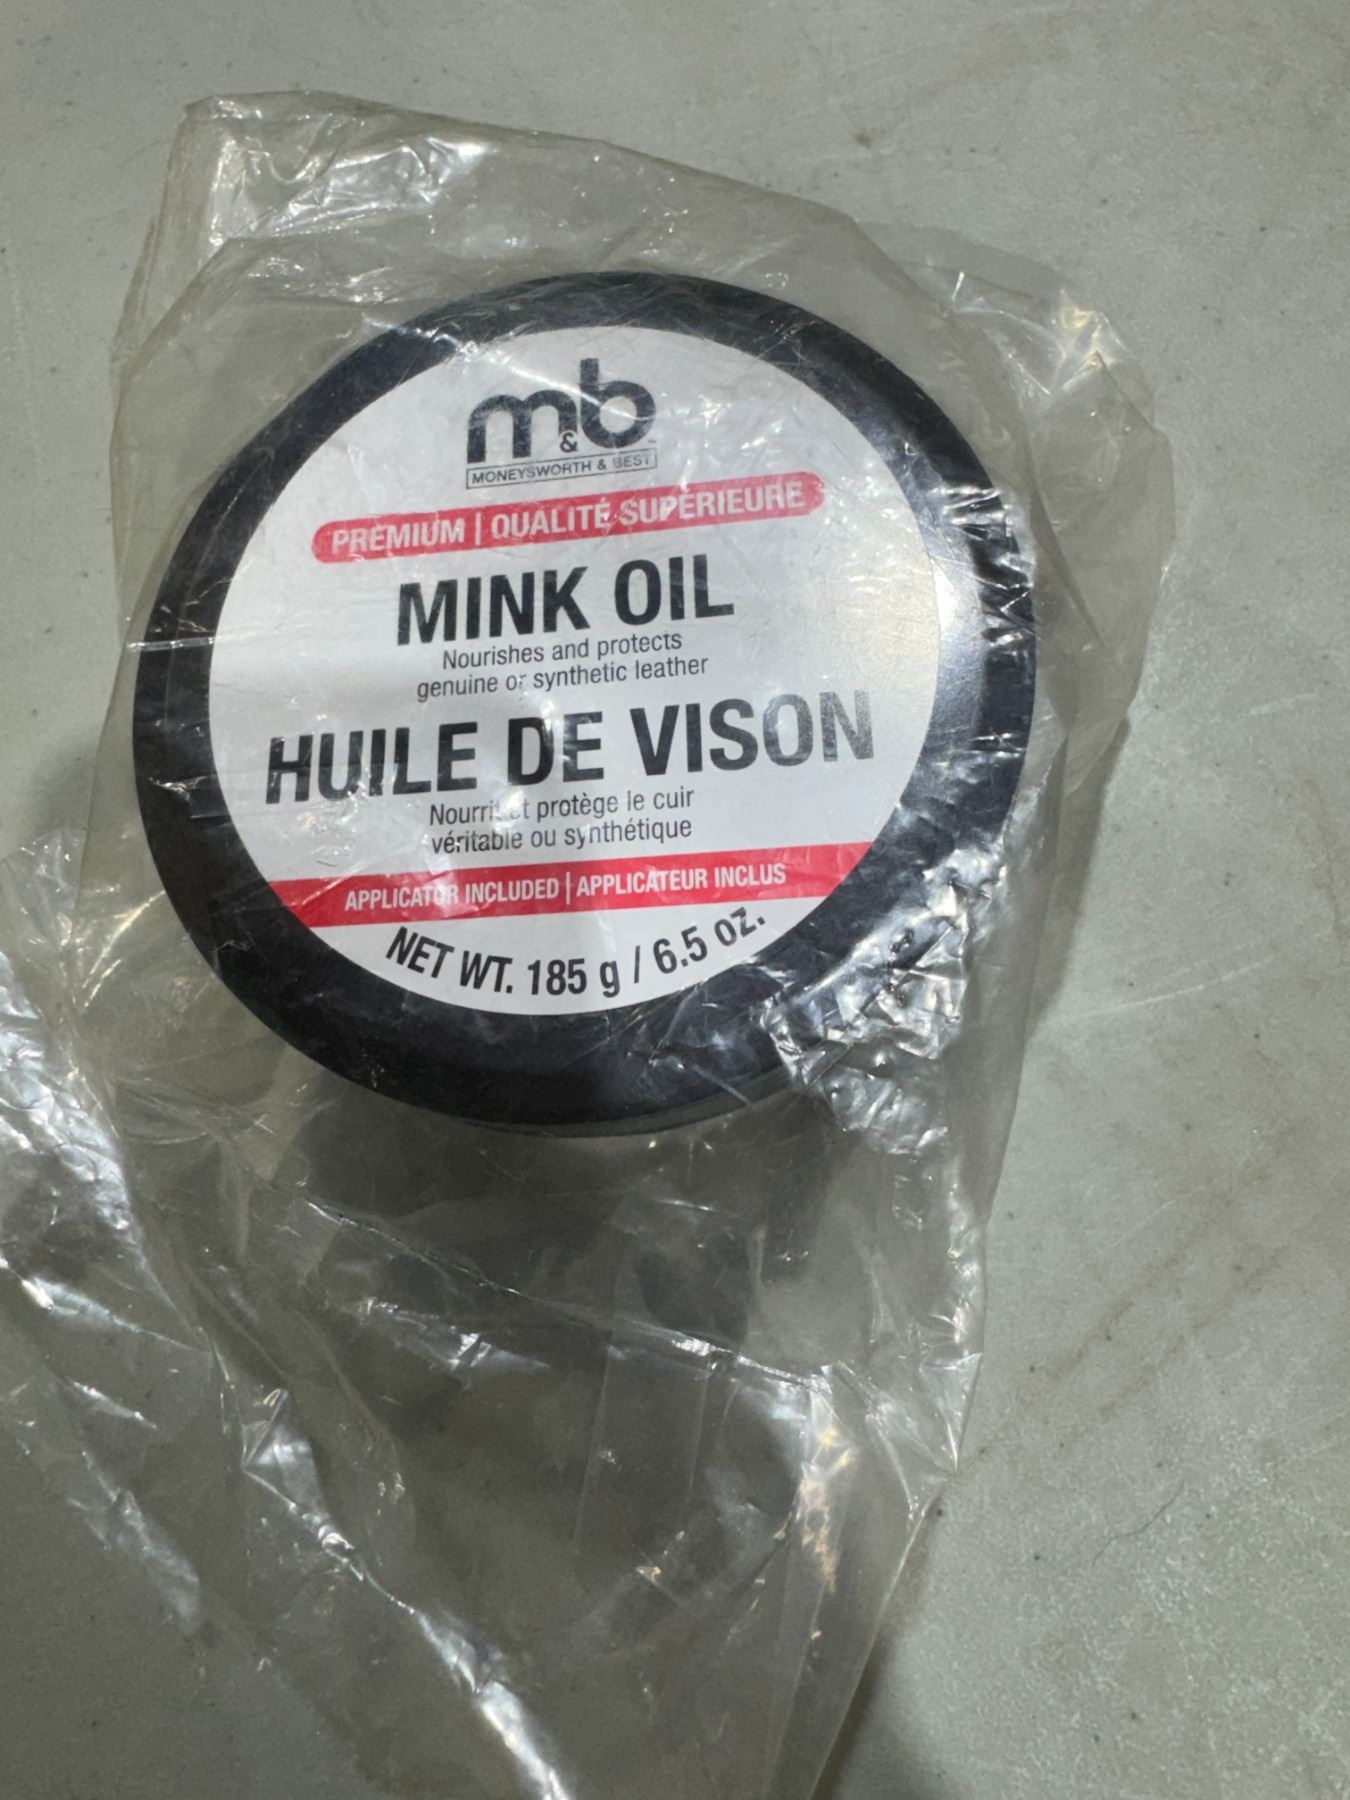 m&b
MONEYSWORTH & BEST
PREMIUM | QUALITÉ SUPÉRIEURE
MINK OIL
Nourishes and protects
genuine or synthetic leather
HUILE DE VISON
Nourrit et protège le cuir
véritable ou synthétique
APPLICATOR INCLUDED | APPLICATEUR INCLUS
NET WT. 185 g / 6.5 oz.